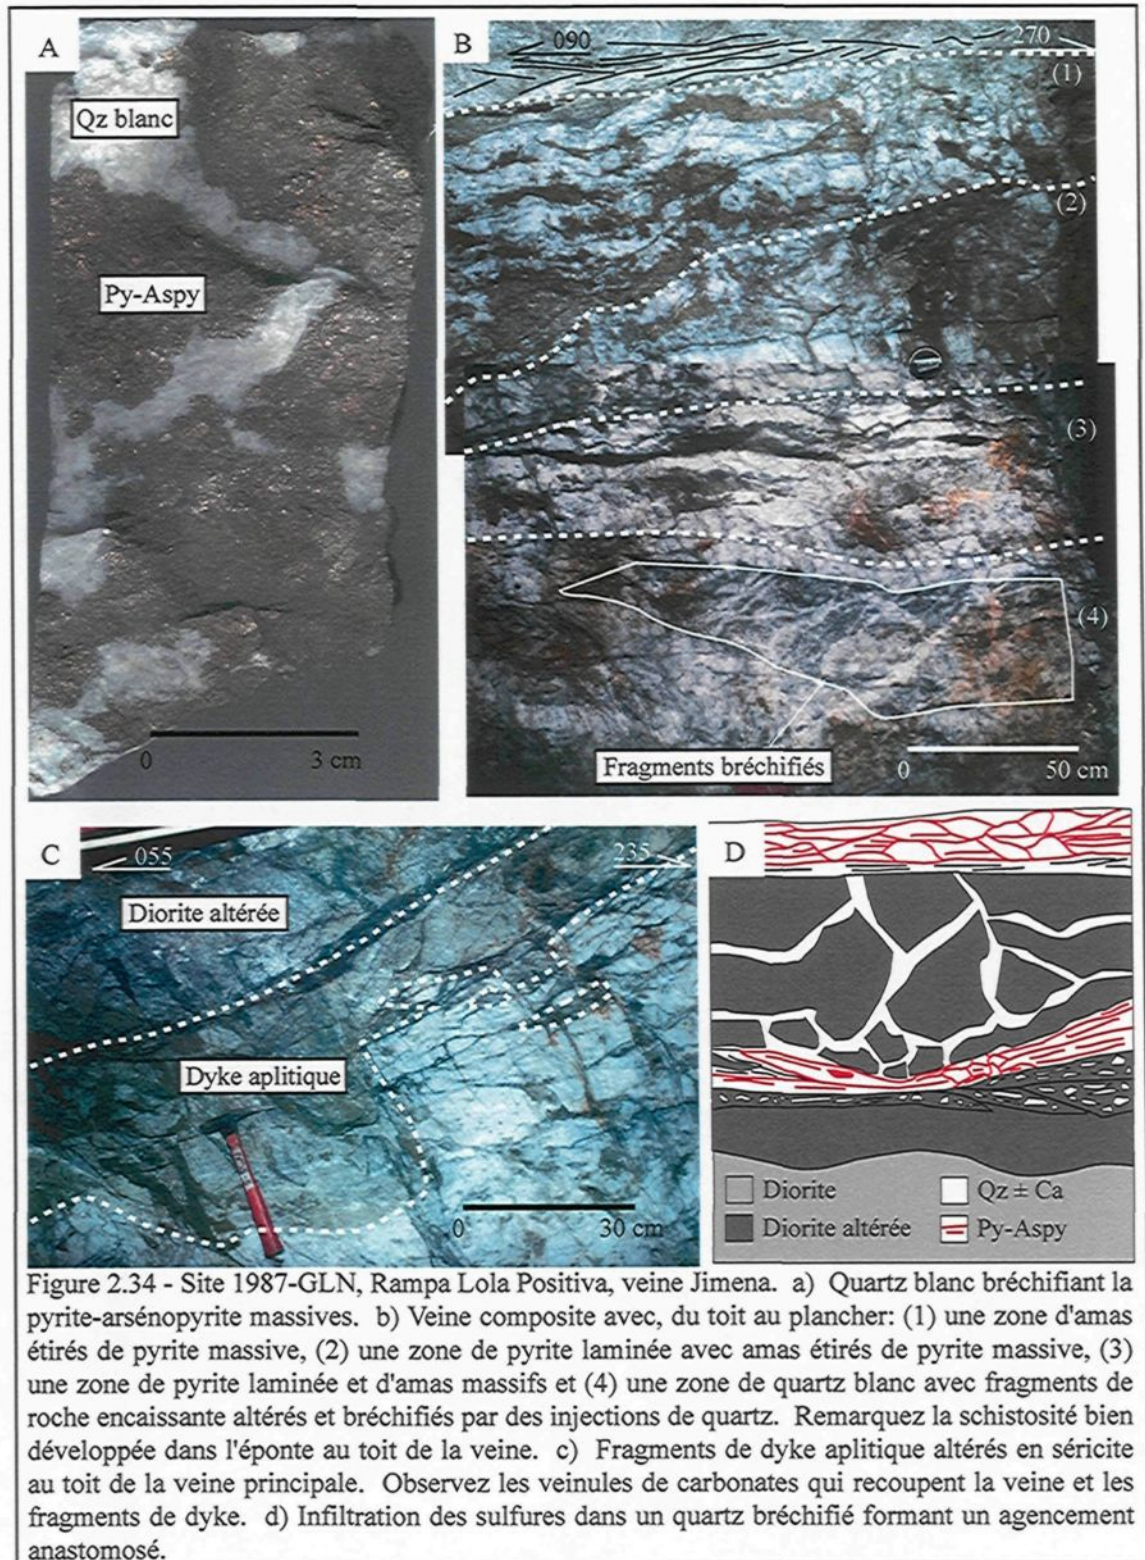 A
Qz blanc
Py-Aspy
0 3 cm
B
090 270
(1)
(2)
(3)
(4)
Fragments bréchifiés
0 50 cm
C
055 235
Diorite altérée
Dyke aplitique
0 30 cm
D
Diorite Qz ± Ca
Diorite altérée Py-Aspy
Figure 2.34 - Site 1987-GLN, Rampa Lola Positiva, veine Jimena. a) Quartz blanc bréchifiant la
pyrite-arsénopyrite massives. b) Veine composite avec, du toit au plancher: (1) une zone d'amas
étirés de pyrite massive, (2) une zone de pyrite laminée avec amas étirés de pyrite massive, (3)
une zone de pyrite laminée et d'amas massifs et (4) une zone de quartz blanc avec fragments de
roche encaissante altérés et bréchifiés par des injections de quartz. Remarquez la schistosité bien
développée dans l'éponte au toit de la veine. c) Fragments de dyke aplitique altérés en séricite
au toit de la veine principale. Observez les veinules de carbonates qui recoupent la veine et les
fragments de dyke. d) Infiltration des sulfures dans un quartz bréchifié formant un agencement
anastomosé.